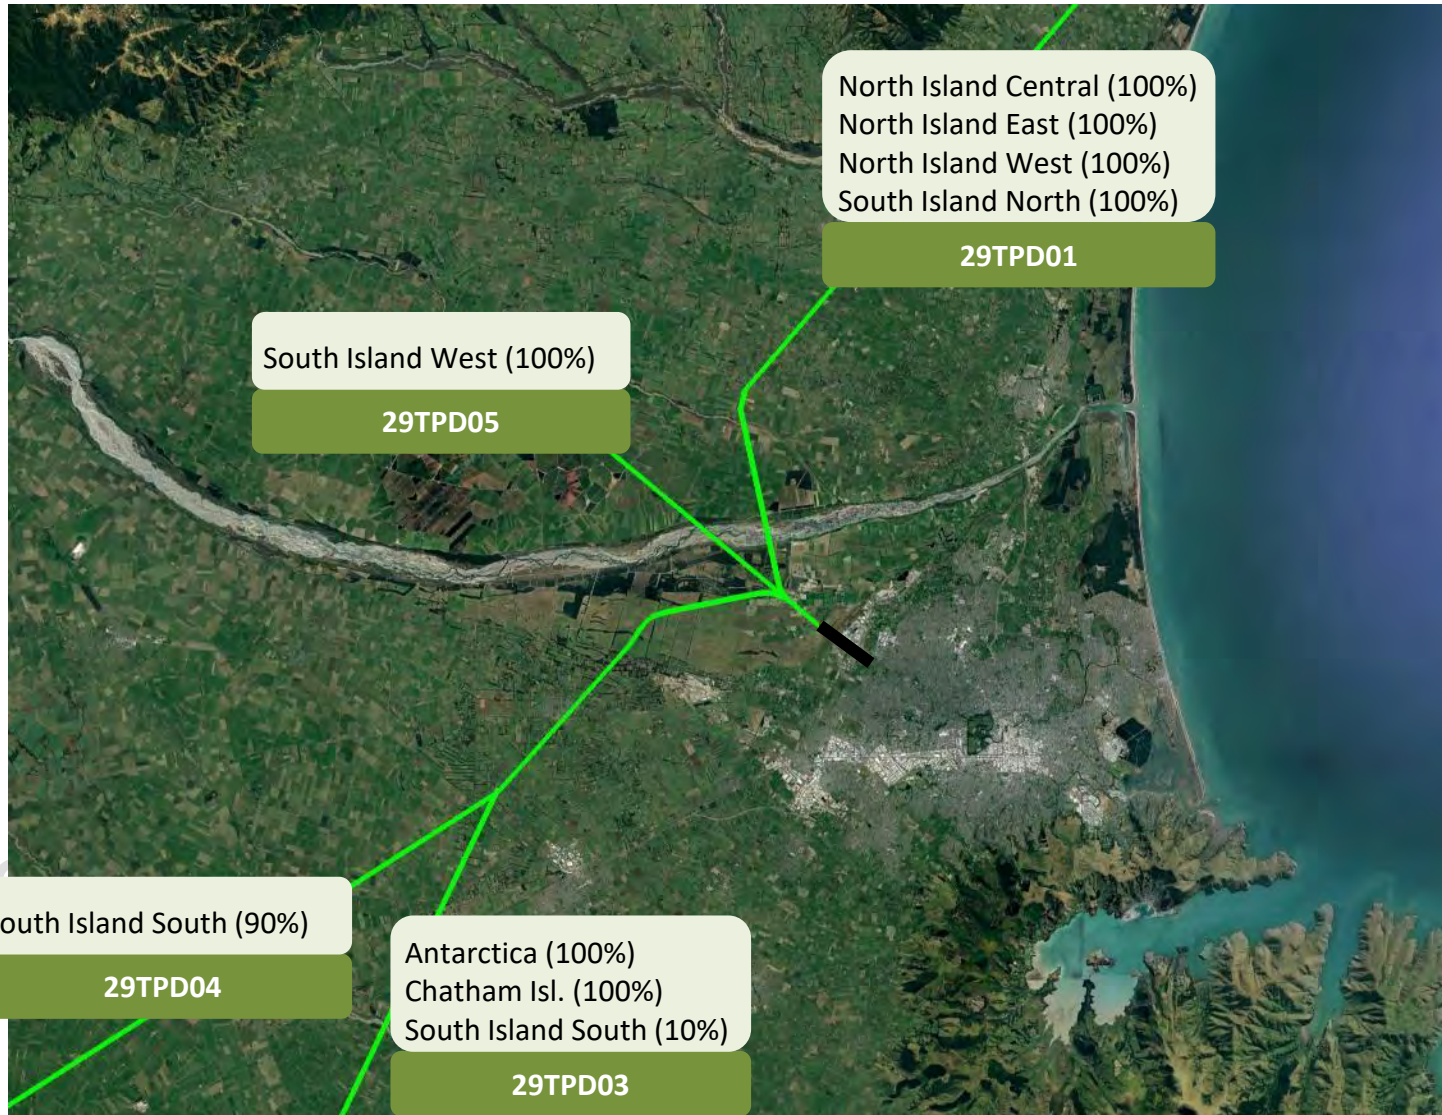 North Island Central (100%)
North Island East (100%)
North Island West (100%)
South Island North (100%)
29TPD01
South Island West (100%)
29TPD05
outh Island South (90%)
29TPD04
Antarctica (100%)
Chatham Isl. (100%)
South Island South (10%)
29TPD03